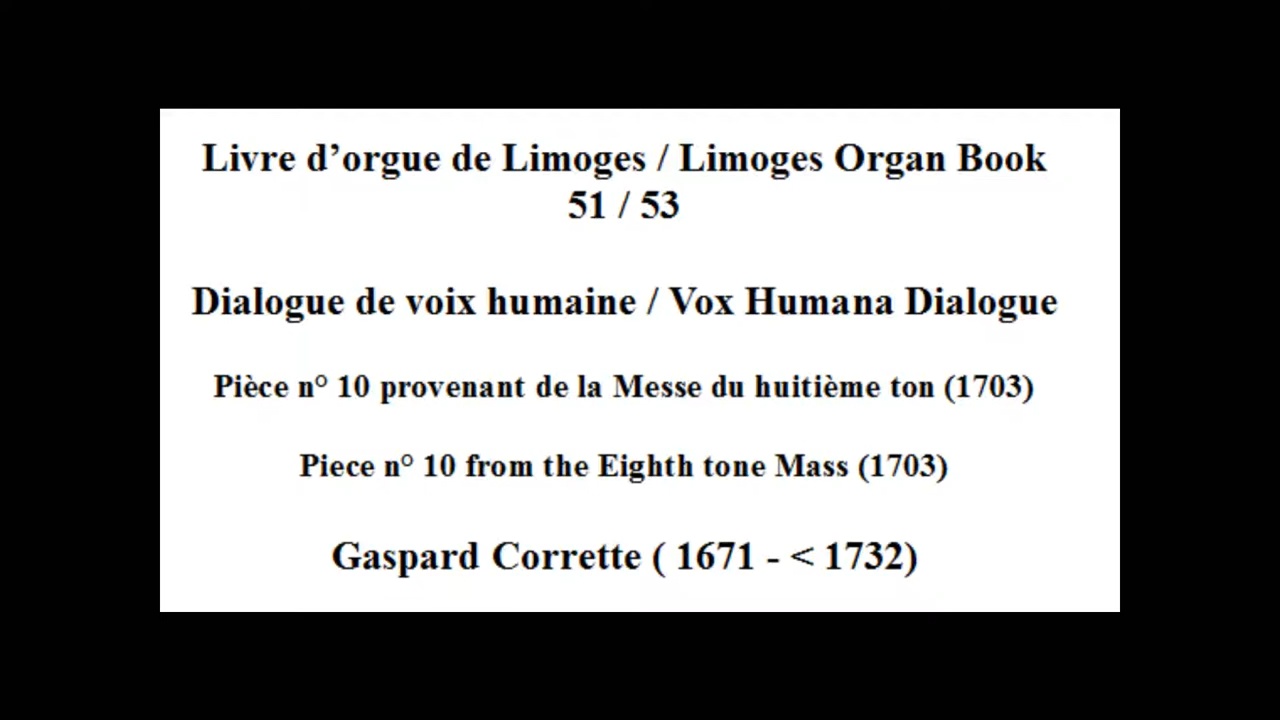 Livre d’orgue de Limoges / Limoges Organ Book
51 / 53
Dialogue de voix humaine / Vox Humana Dialogue
Pièce nº 10 provenant de la Messe du huitième ton (1703)
Piece nº 10 from the Eighth tone Mass (1703)
Gaspard Corrette ( 1671 - < 1732)